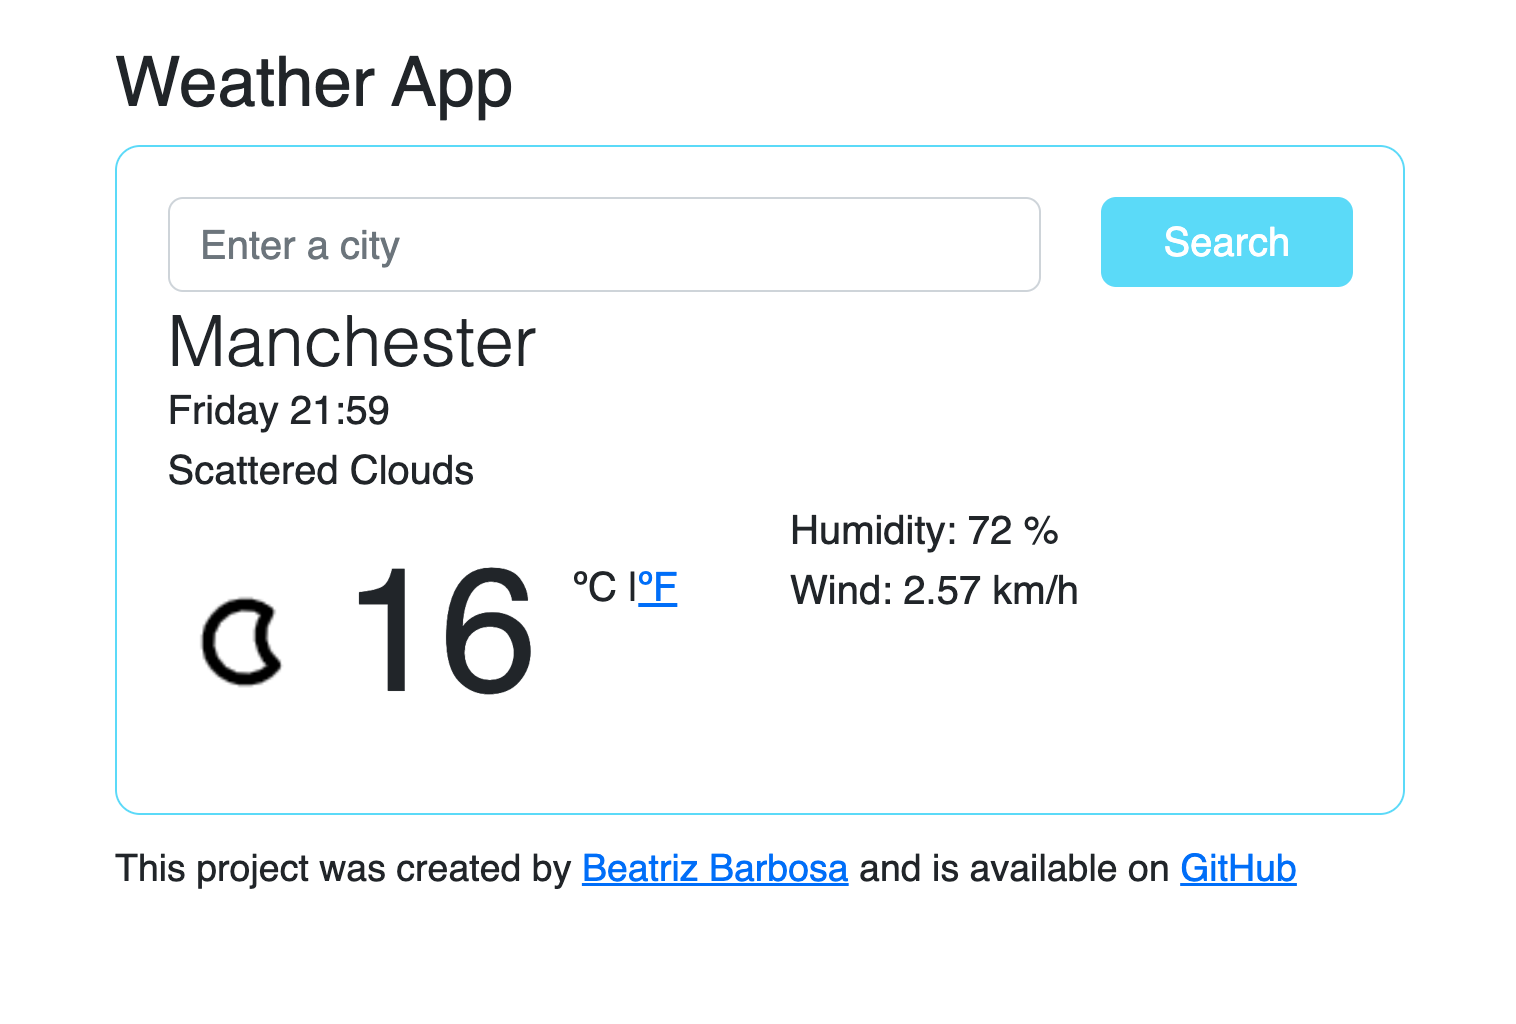 Weather App
Enter a city
Search
Manchester
Friday 21:59
Scattered Clouds
16 ºC |ºF
Humidity: 72 %
Wind: 2.57 km/h
This project was created by Beatriz Barbosa and is available on GitHub